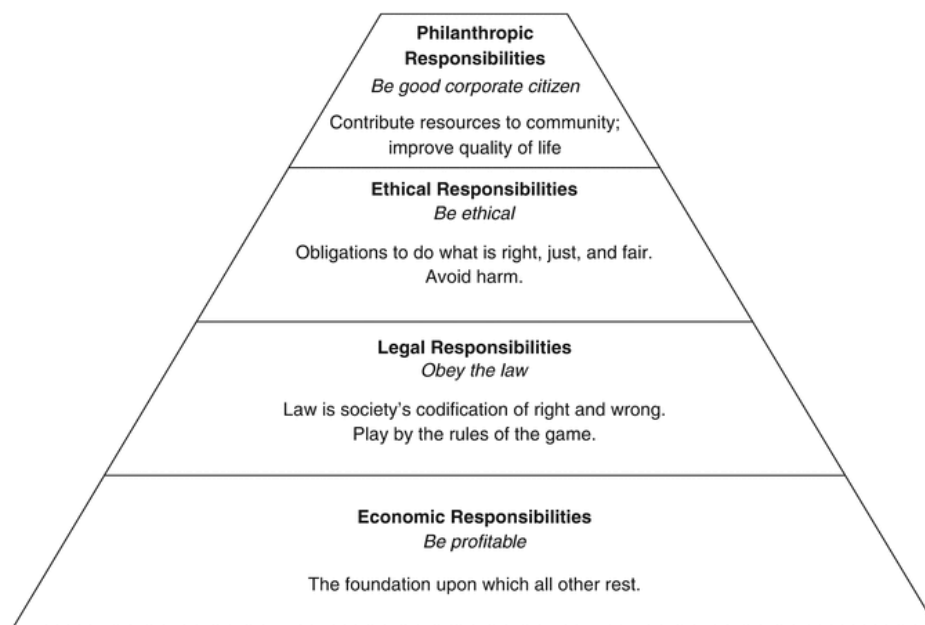 Philanthropic
Responsibilities
Be good corporate citizen
Contribute resources to community;
improve quality of life
Ethical Responsibilities
Be ethical
Obligations to do what is right, just, and fair.
Avoid harm.
Legal Responsibilities
Obey the law
Law is society’s codification of right and wrong.
Play by the rules of the game.
Economic Responsibilities
Be profitable
The foundation upon which all other rest.